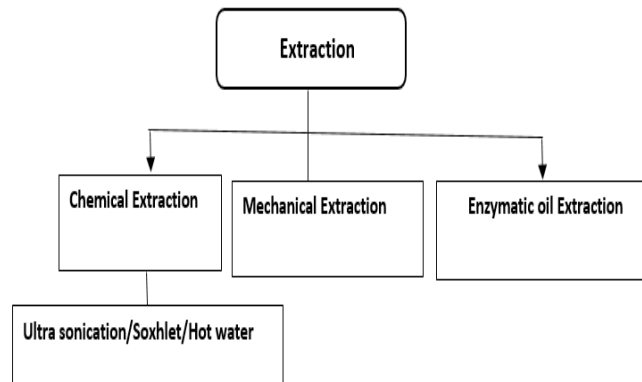 Extraction
Chemical Extraction
Mechanical Extraction
Enzymatic oil Extraction
Ultra sonication/Soxhlet/Hot water